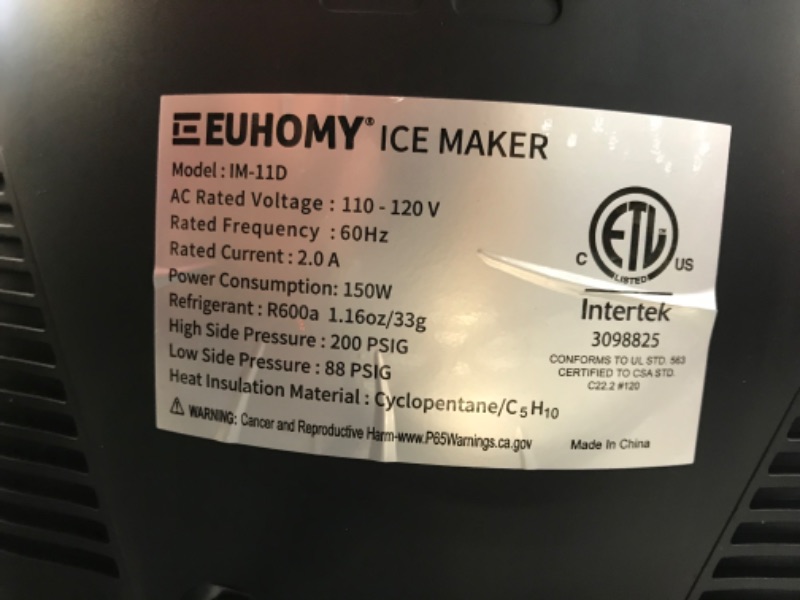 EUHOMY® ICE MAKER
Model : IM-11D
AC Rated Voltage : 110 - 120 V
Rated Frequency : 60Hz
Rated Current : 2.0 A
Power Consumption: 150W
Refrigerant : R600a 1.16oz/33g
High Side Pressure : 200 PSIG
Low Side Pressure : 88 PSIG
Heat Insulation Material : Cyclopentane/C₅H₁₀
⚠ WARNING: Cancer and Reproductive Harm-www.P65Warnings.ca.gov
ETL
LISTED
C US
Intertek
3098825
CONFORMS TO UL STD. 563
CERTIFIED TO CSA STD.
C22.2 #120
Made In China